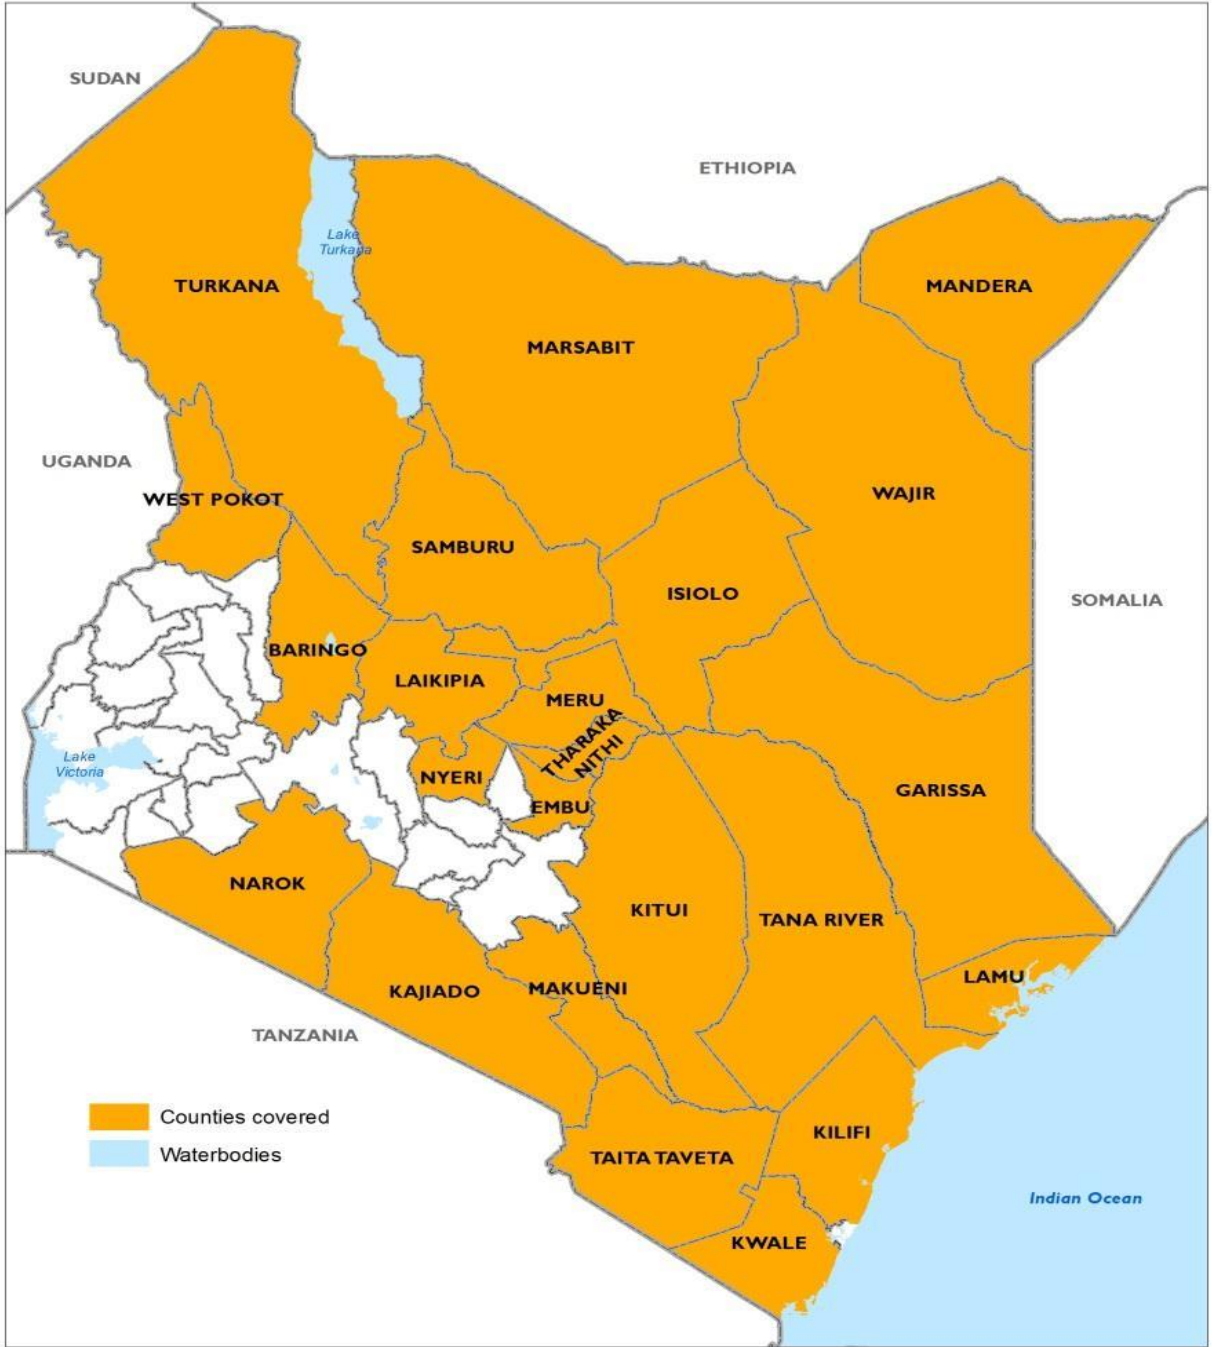 SUDAN
ETHIOPIA
Lake
Turkana
TURKANA
MANDERA
MARSABIT
UGANDA
WEST POKOT
WAJIR
SAMBURU
ISIOLO
SOMALIA
BARINGO
LAIKIPIA
MERU
THARAKA
NITHI
Lake
Victoria
NYERI
EMBU
GARISSA
NAROK
KITUI
TANA RIVER
LAMU
KAJIADO
MAKUENI
TANZANIA
Counties covered
Waterbodies
KILIFI
TAITA TAVETA
Indian Ocean
KWALE